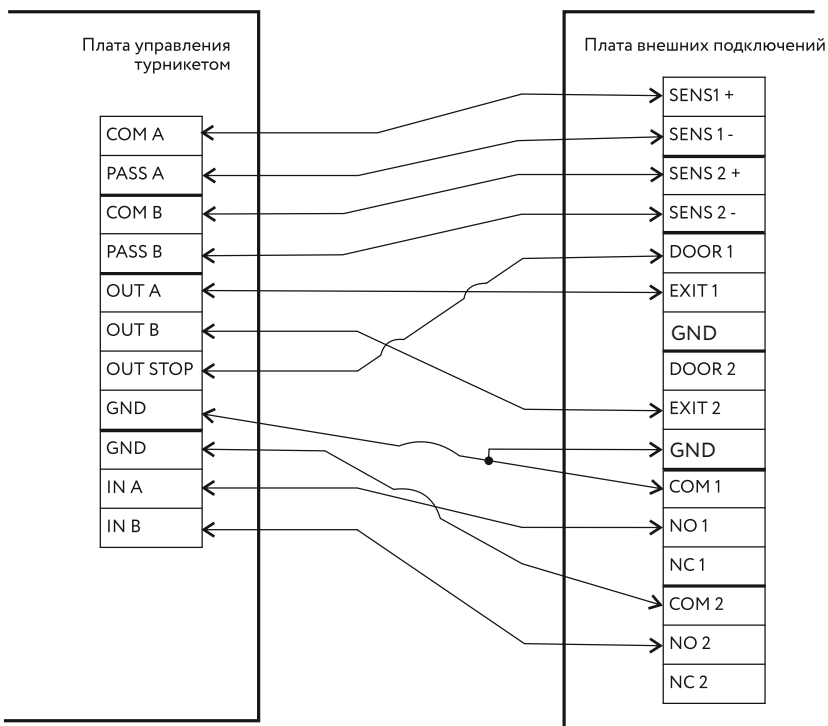 Плата управления
турникетом
COM A
PASS A
COM B
PASS B
OUT A
OUT B
OUT STOP
GND
GND
IN A
IN B
Плата внешних подключений
SENS1 +
SENS 1 -
SENS 2 +
SENS 2 -
DOOR 1
EXIT 1
GND
DOOR 2
EXIT 2
GND
COM 1
NO 1
NC 1
COM 2
NO 2
NC 2